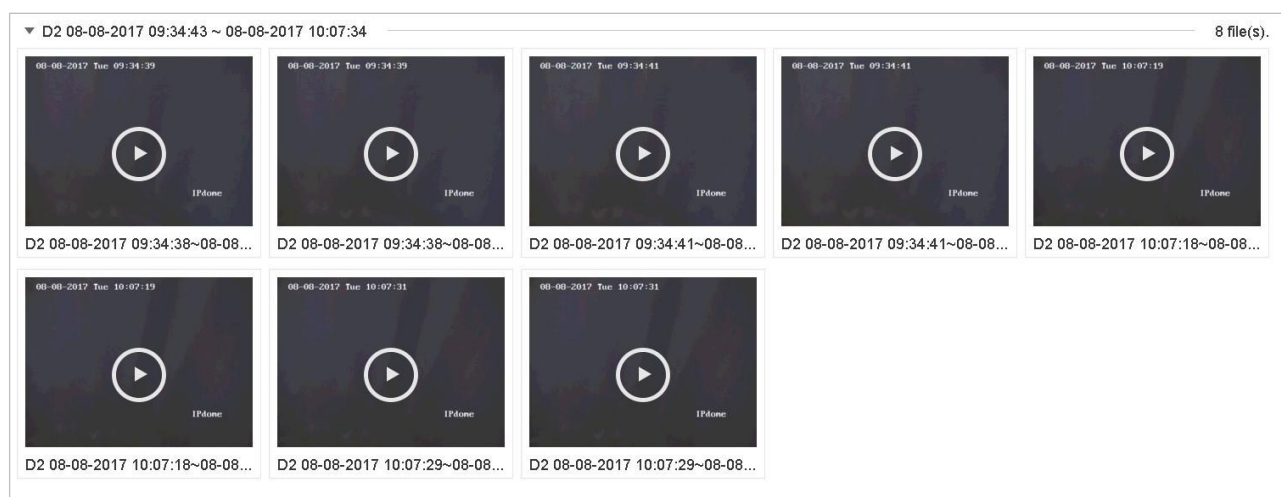 D2 08-08-2017 09:34:43 ~ 08-08-2017 10:07:34 8 file(s).
08-08-2017 Tue 09:34:39
IPdome
D2 08-08-2017 09:34:38~08-08...
08-08-2017 Tue 09:34:39
IPdome
D2 08-08-2017 09:34:38~08-08...
08-08-2017 Tue 09:34:41
IPdome
D2 08-08-2017 09:34:41~08-08...
08-08-2017 Tue 09:34:41
IPdome
D2 08-08-2017 09:34:41~08-08...
08-08-2017 Tue 10:07:19
IPdome
D2 08-08-2017 10:07:18~08-08...
08-08-2017 Tue 10:07:19
IPdome
D2 08-08-2017 10:07:18~08-08...
08-08-2017 Tue 10:07:31
IPdome
D2 08-08-2017 10:07:29~08-08...
08-08-2017 Tue 10:07:31
IPdome
D2 08-08-2017 10:07:29~08-08...